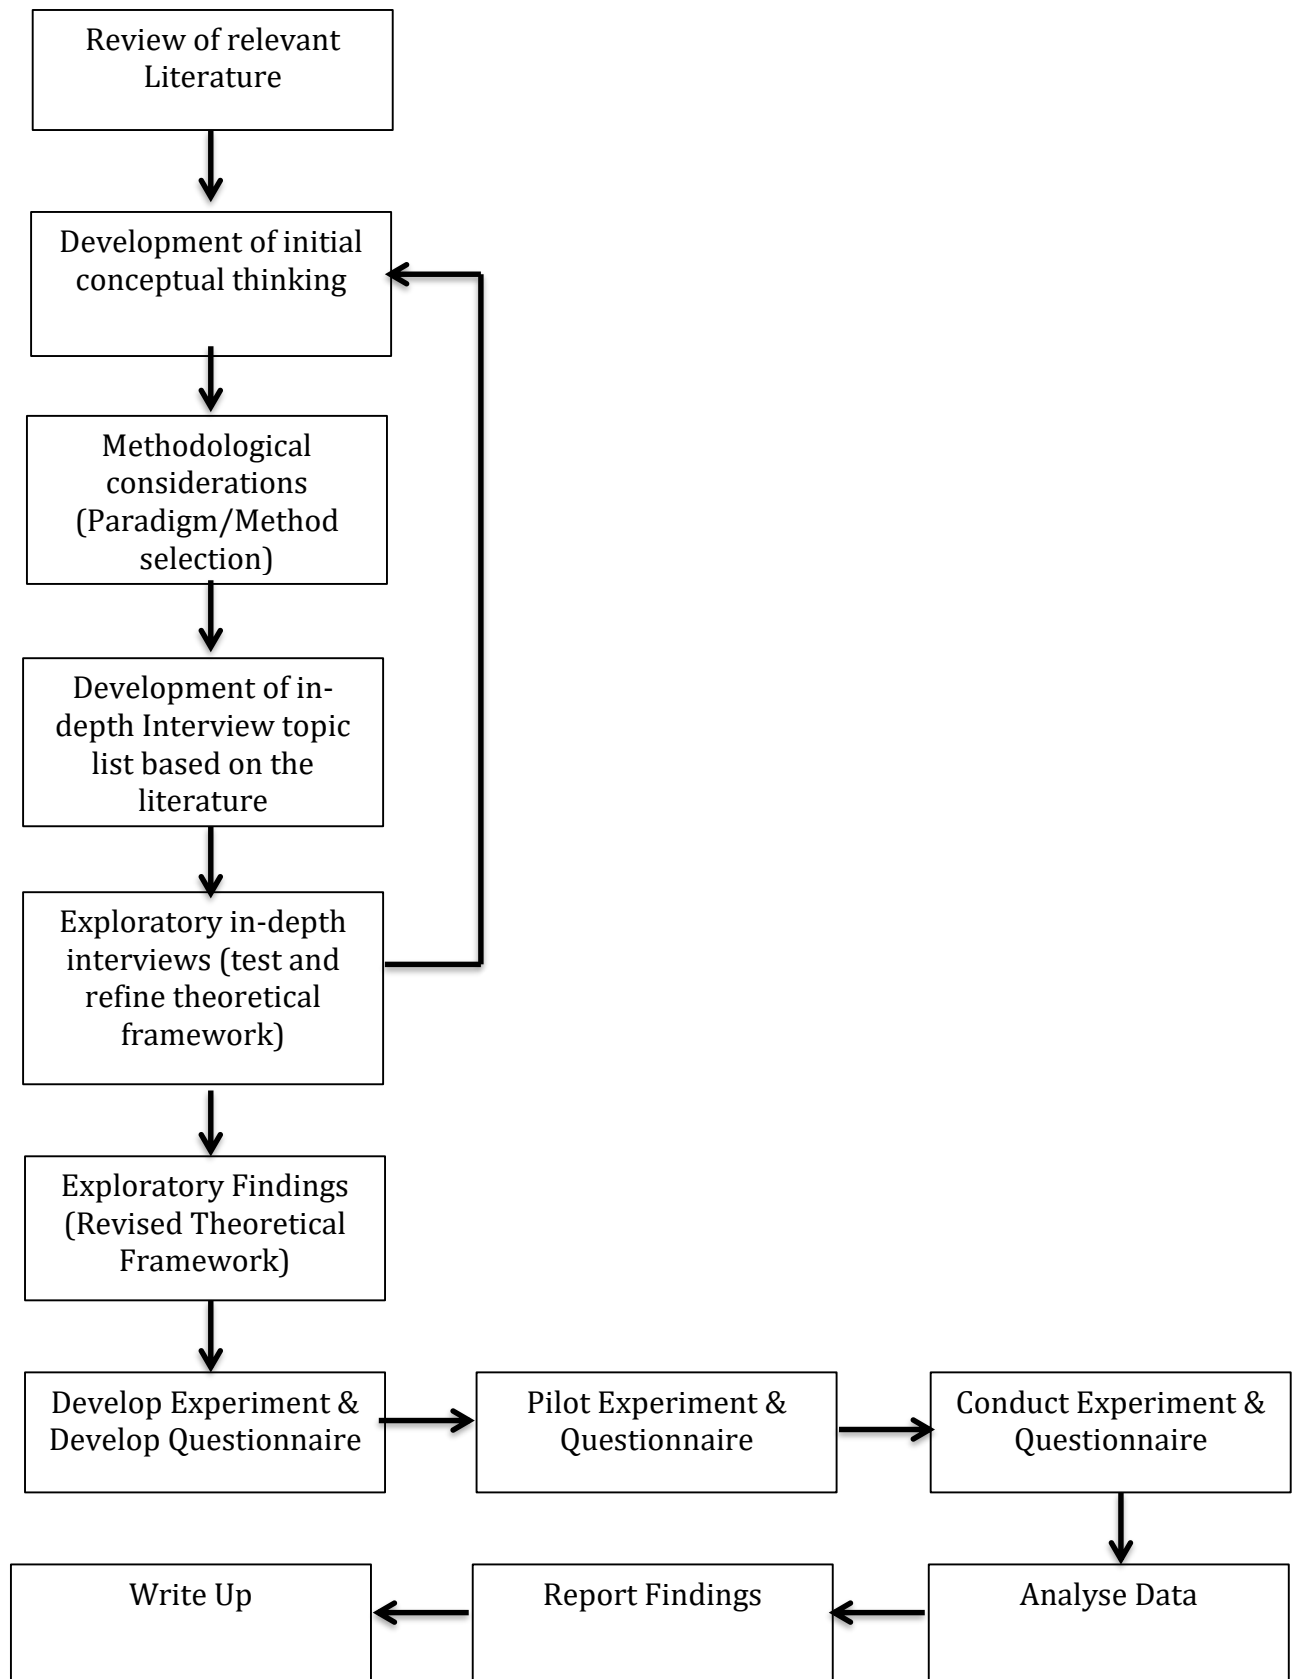 Review of relevant
Literature
Development of initial
conceptual thinking
Methodological
considerations
(Paradigm/Method
selection)
Development of in-
depth Interview topic
list based on the
literature
Exploratory in-depth
interviews (test and
refine theoretical
framework)
Exploratory Findings
(Revised Theoretical
Framework)
Develop Experiment &
Develop Questionnaire
Pilot Experiment &
Questionnaire
Conduct Experiment &
Questionnaire
Analyse Data
Report Findings
Write Up